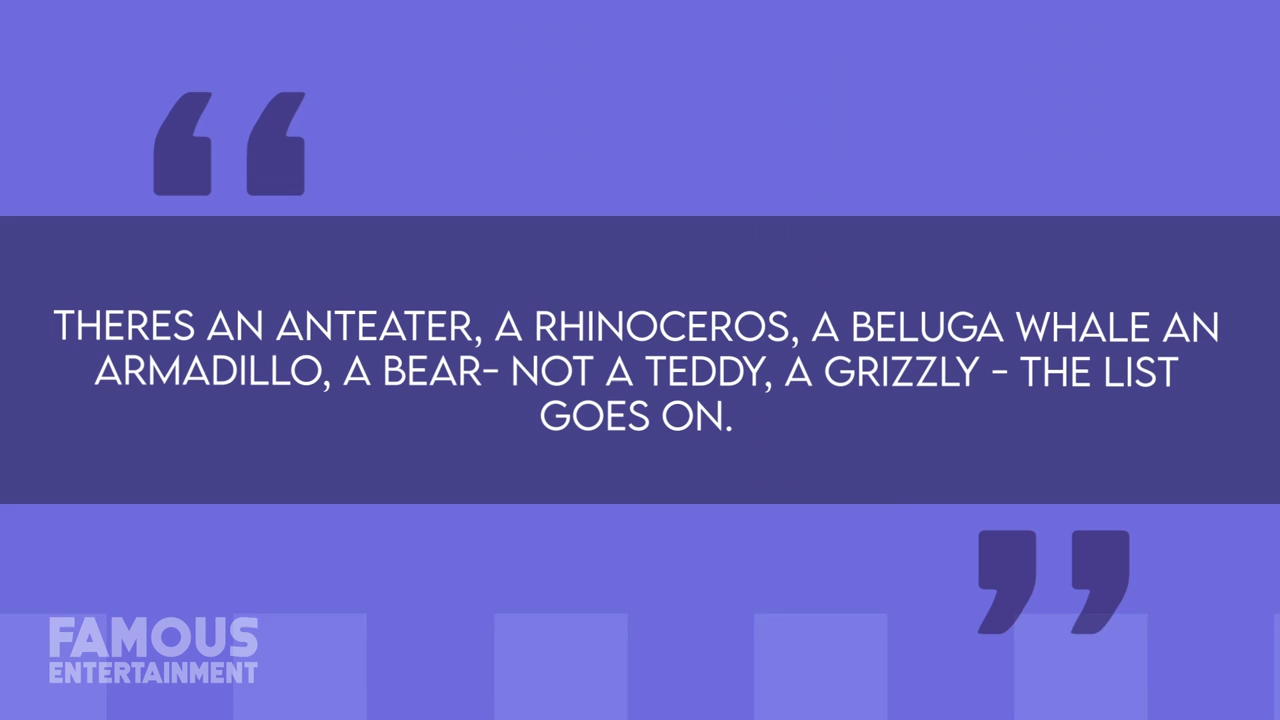 THERES AN ANTEATER, A RHINOCEROS, A BELUGA WHALE AN
ARMADILLO, A BEAR- NOT A TEDDY, A GRIZZLY - THE LIST
GOES ON.
FAMOUS
ENTERTAINMENT